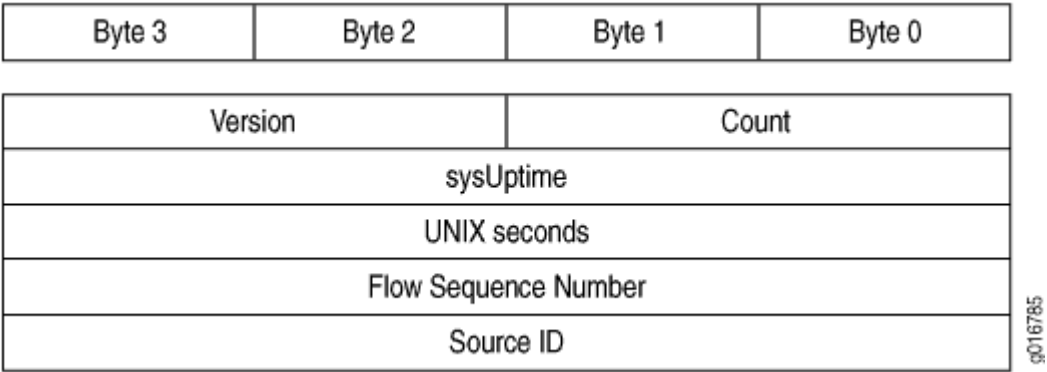 Byte 3 Byte 2 Byte 1 Byte 0
Version Count
sysUptime
UNIX seconds
Flow Sequence Number
Source ID
g016785